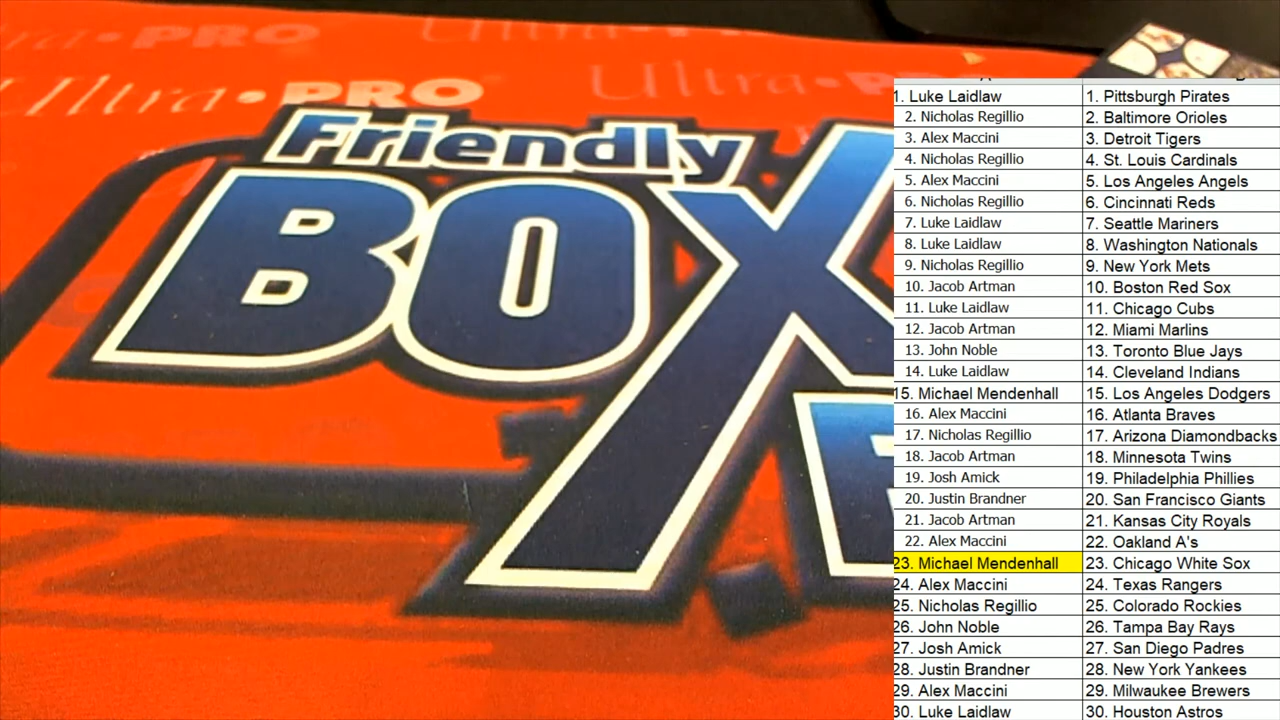 ra•PRO
Ultra•PRO
Ultra•PRO
Friendly
BOX
1. Luke Laidlaw 1. Pittsburgh Pirates
2. Nicholas Regillio 2. Baltimore Orioles
3. Alex Maccini 3. Detroit Tigers
4. Nicholas Regillio 4. St. Louis Cardinals
5. Alex Maccini 5. Los Angeles Angels
6. Nicholas Regillio 6. Cincinnati Reds
7. Luke Laidlaw 7. Seattle Mariners
8. Luke Laidlaw 8. Washington Nationals
9. Nicholas Regillio 9. New York Mets
10. Jacob Artman 10. Boston Red Sox
11. Luke Laidlaw 11. Chicago Cubs
12. Jacob Artman 12. Miami Marlins
13. John Noble 13. Toronto Blue Jays
14. Luke Laidlaw 14. Cleveland Indians
15. Michael Mendenhall 15. Los Angeles Dodgers
16. Alex Maccini 16. Atlanta Braves
17. Nicholas Regillio 17. Arizona Diamondbacks
18. Jacob Artman 18. Minnesota Twins
19. Josh Amick 19. Philadelphia Phillies
20. Justin Brandner 20. San Francisco Giants
21. Jacob Artman 21. Kansas City Royals
22. Alex Maccini 22. Oakland A's
23. Michael Mendenhall 23. Chicago White Sox
24. Alex Maccini 24. Texas Rangers
25. Nicholas Regillio 25. Colorado Rockies
26. John Noble 26. Tampa Bay Rays
27. Josh Amick 27. San Diego Padres
28. Justin Brandner 28. New York Yankees
29. Alex Maccini 29. Milwaukee Brewers
30. Luke Laidlaw 30. Houston Astros